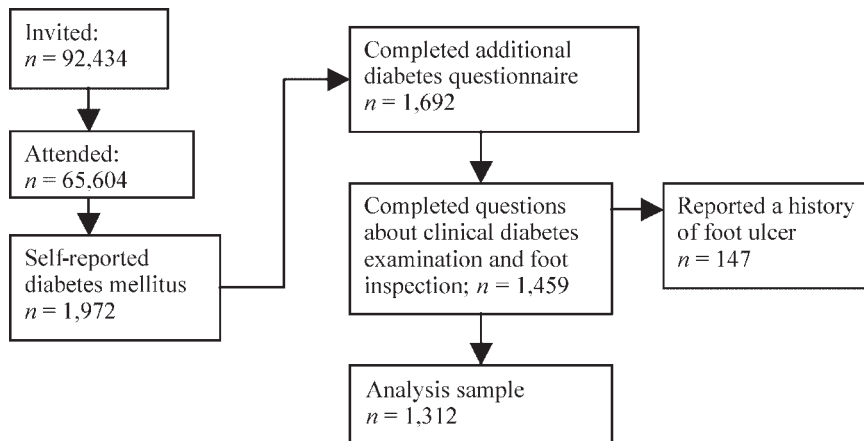 Invited:
n = 92,434
Attended:
n = 65,604
Self-reported
diabetes mellitus
n = 1,972
Completed additional
diabetes questionnaire
n = 1,692
Completed questions
about clinical diabetes
examination and foot
inspection; n = 1,459
Reported a history
of foot ulcer
n = 147
Analysis sample
n = 1,312